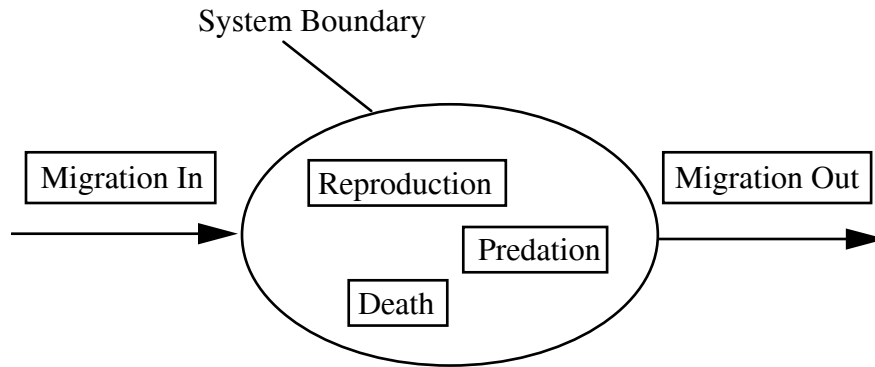 System Boundary
Migration In
Reproduction
Migration Out
Predation
Death